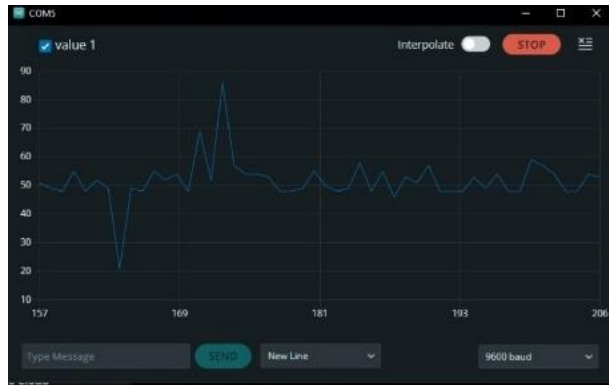 COM5
value 1
Interpolate
STOP
90
80
70
60
50
40
30
20
10
157 169 181 193 206
Type Message
SEND
New Line
9600 baud